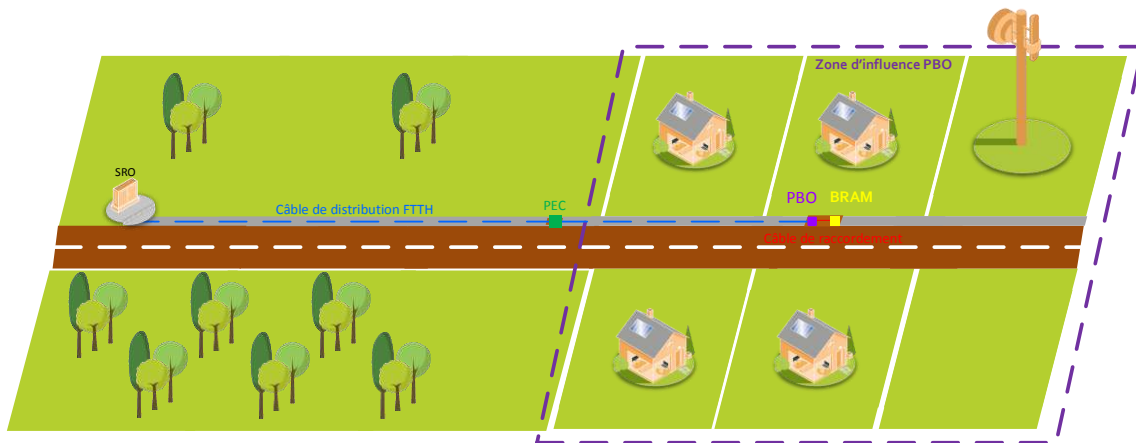 Zone d'influence PBO
SRO
Câble de distribution FTTH
PEC
PBO
BRAM
Câble de raccordement